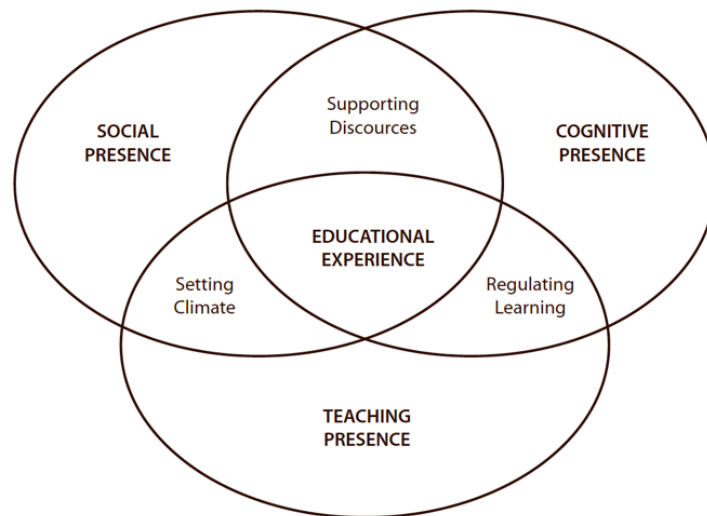 Supporting
Discources
SOCIAL
PRESENCE
COGNITIVE
PRESENCE
EDUCATIONAL
EXPERIENCE
Setting
Climate
Regulating
Learning
TEACHING
PRESENCE